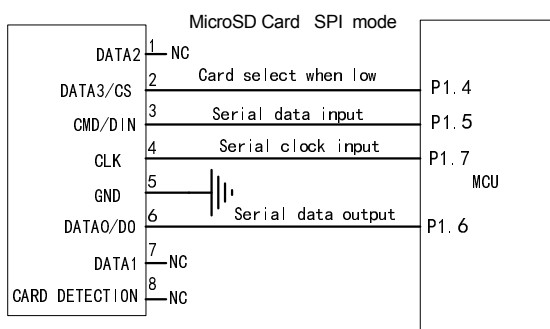 MicroSD Card SPI mode
DATA2 1 NC
DATA3/CS 2 Card select when low P1.4
CMD/DIN 3 Serial data input P1.5
CLK 4 Serial clock input P1.7
GND 5
MCU
DATAO/DO 6 Serial data output P1.6
DATA1 7 NC
CARD DETECTION 8 NC